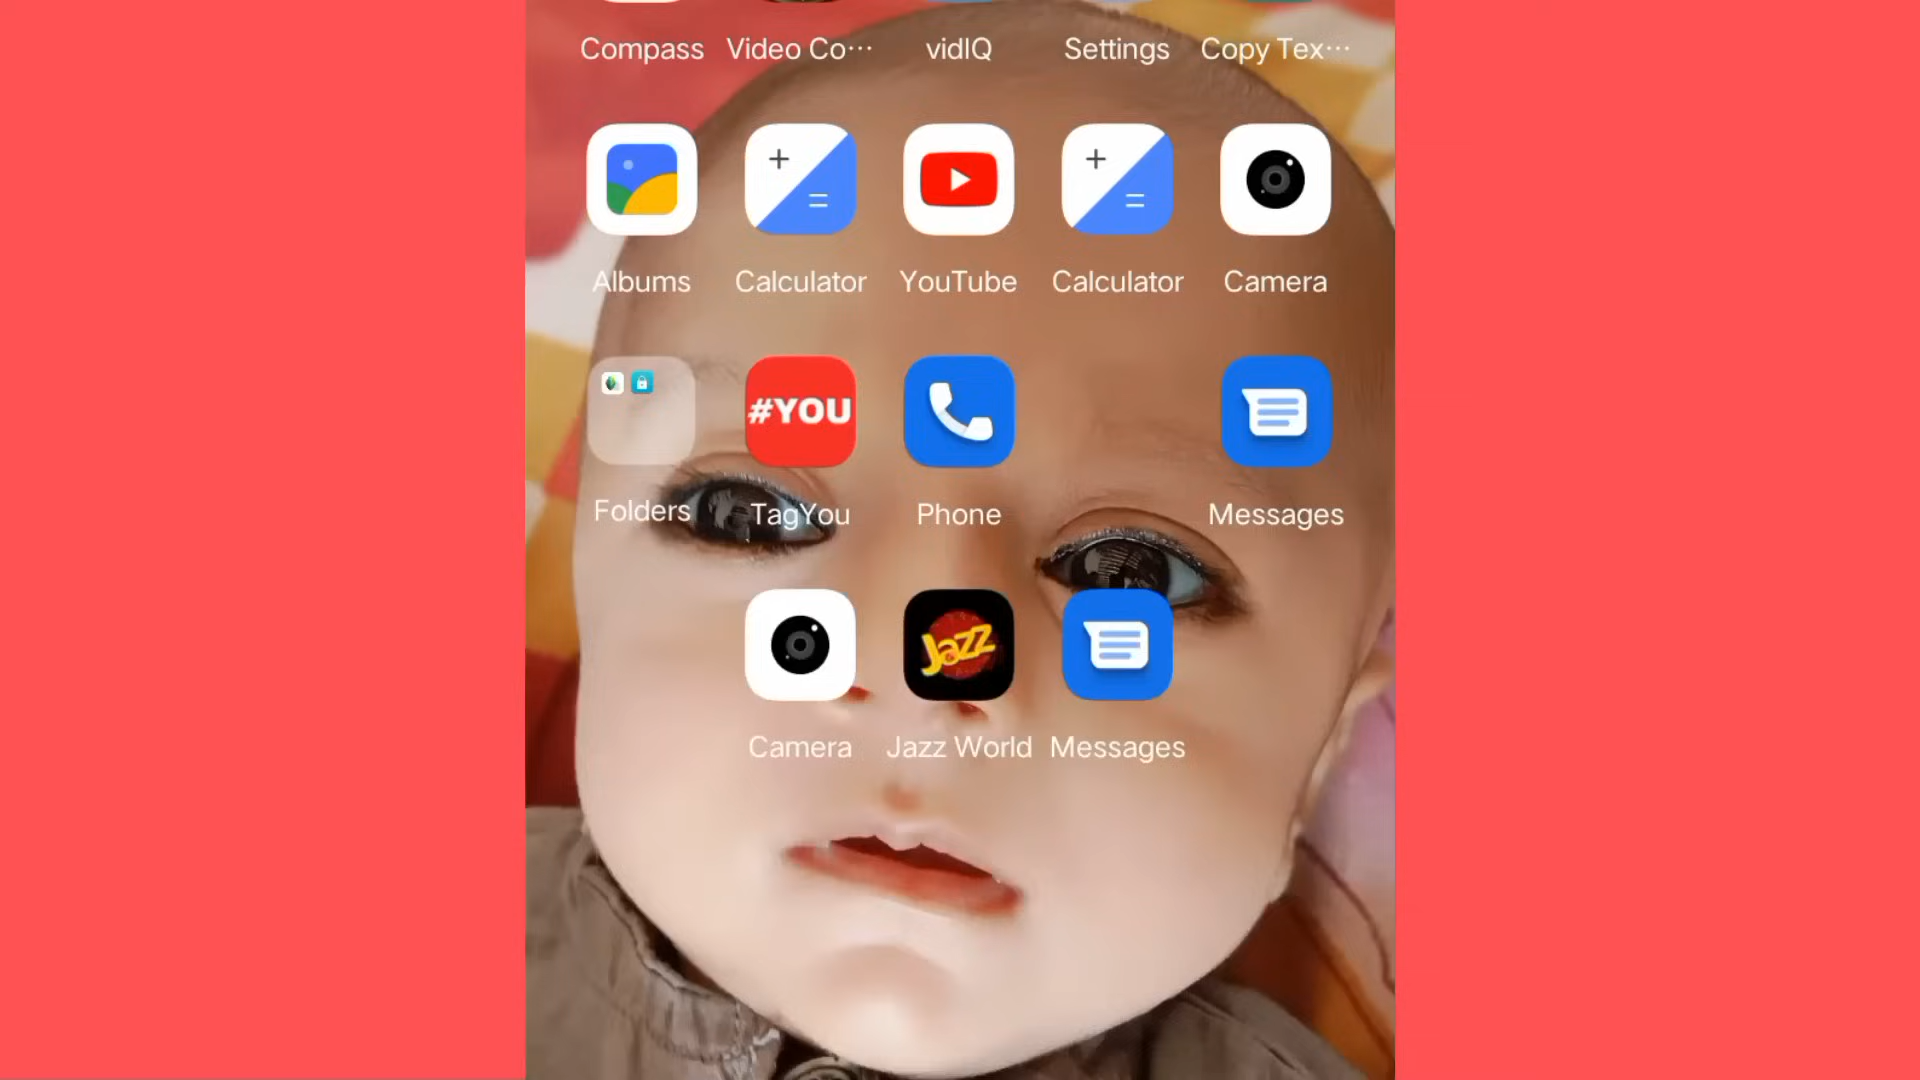 Compass Video Co··· vidIQ Settings Copy Tex···
Albums Calculator YouTube Calculator Camera
#YOU
Folders TagYou Phone Messages
Jazz
Camera Jazz World Messages